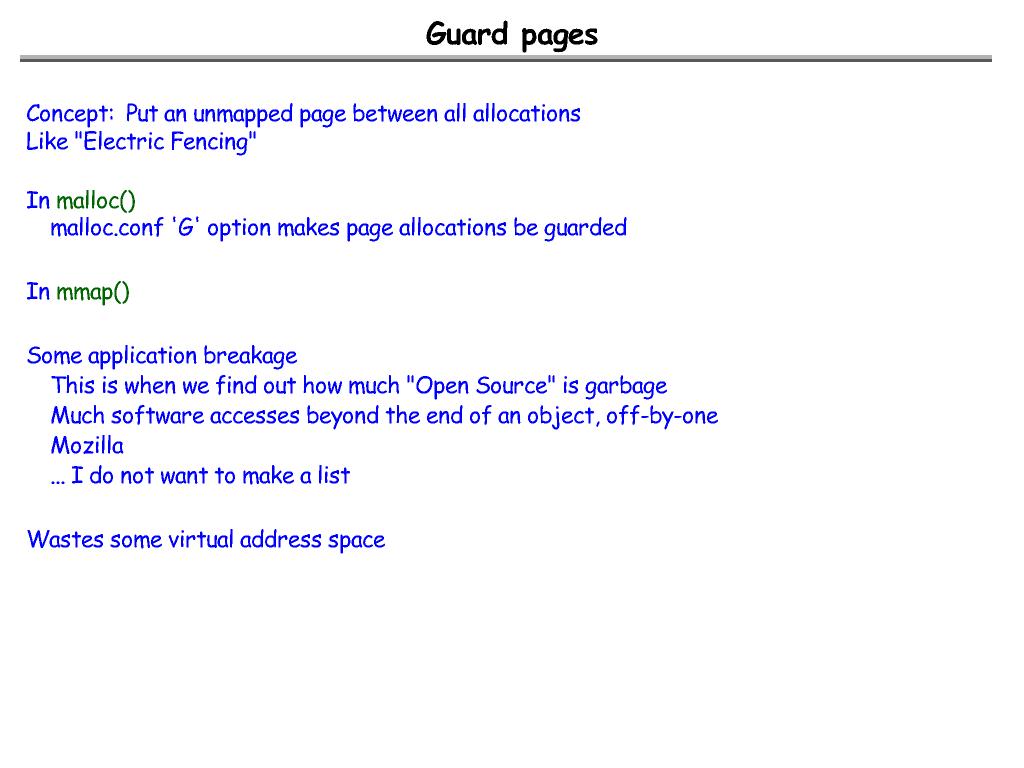 Guard pages
Concept:  Put an unmapped page between all allocations
Like "Electric Fencing"
In malloc()
malloc.conf 'G' option makes page allocations be guarded
In mmap()
Some application breakage
This is when we find out how much "Open Source" is garbage
Much software accesses beyond the end of an object, off-by-one
Mozilla
... I do not want to make a list
Wastes some virtual address space